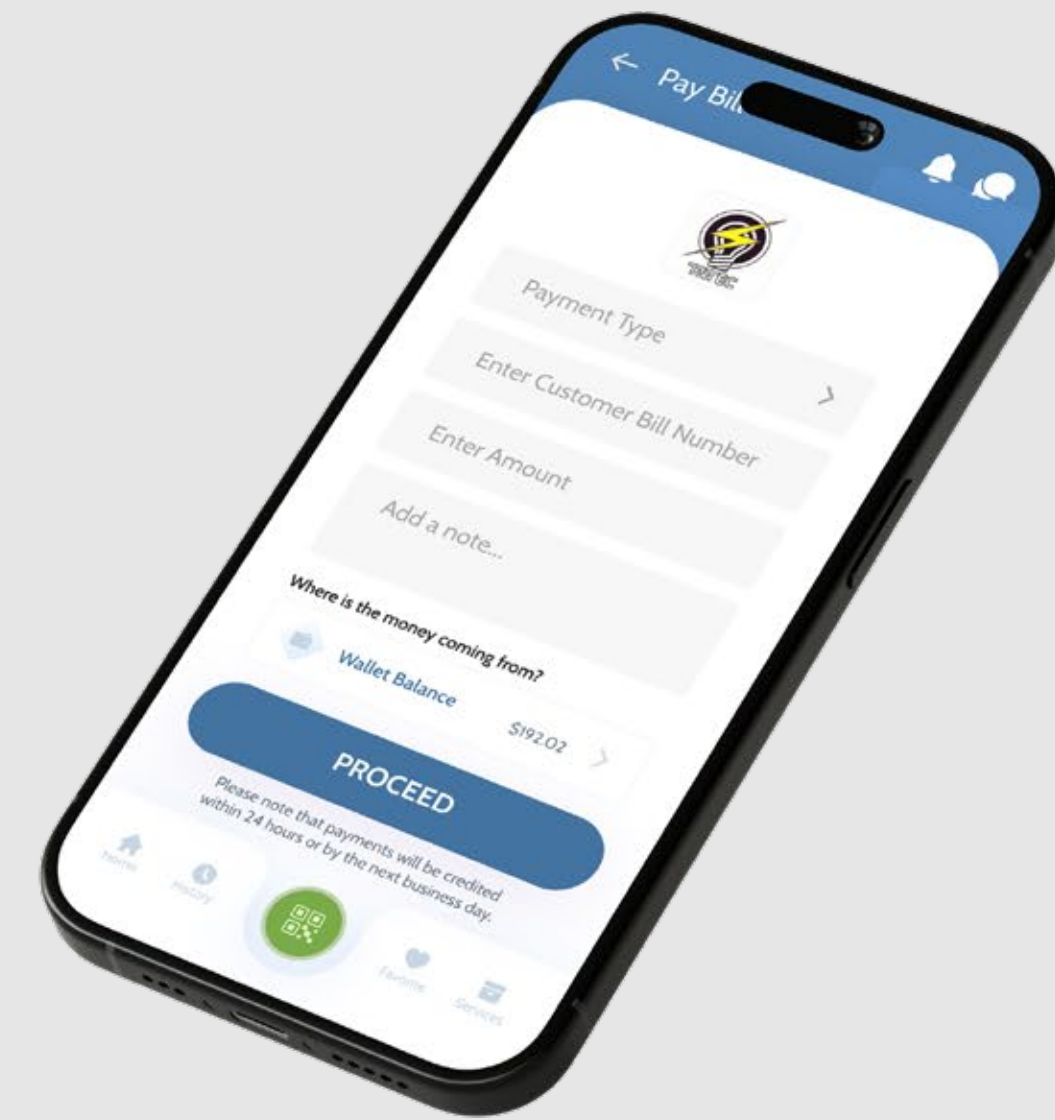 Pay Bil
Payment Type
Enter Customer Bill Number
Enter Amount
Add a note...
Where is the money coming from?
Wallet Balance
$192.02
PROCEED
Please note that payments will be credited
within 24 hours or by the next business day.
Home
History
Favorite
Services